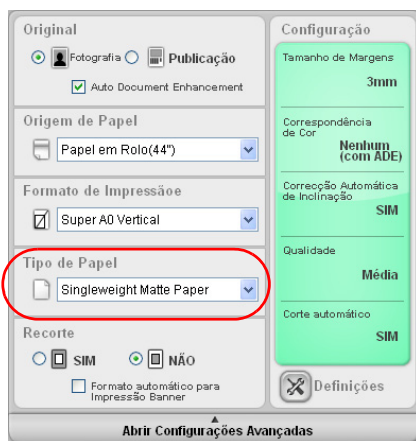 Original
Fotografia Publicação
Auto Document Enhancement
Origem de Papel
Papel em Rolo(44")
Formato de Impressãoe
Super A0 Vertical
Tipo de Papel
Singleweight Matte Paper
Recorte
SIM NÃO
Formato automático para
Impressão Banner
Configuração
Tamanho de Margens
3mm
Correspondência
de Cor
Nenhum
(com ADE)
Correcção Automática
de Inclinação
SIM
Qualidade
Média
Corte automático
SIM
Definições
Abrir Configurações Avançadas